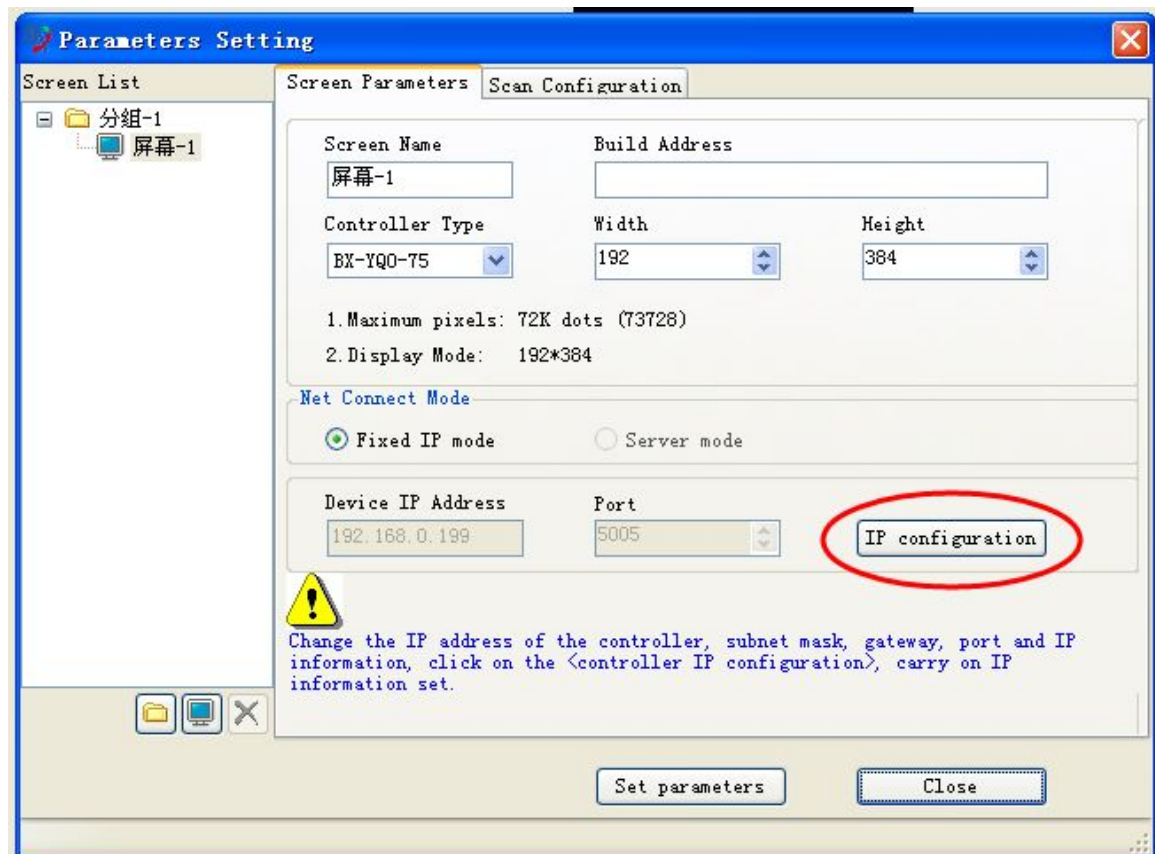 Parameters Setting
Screen List
Screen Parameters
Scan Configuration
分组-1
屏幕-1
Screen Name
Build Address
屏幕-1
Controller Type
Width
Height
BX-YQ0-75
192
384
1.Maximum pixels: 72K dots (73728)
2.Display Mode: 192*384
Net Connect Mode
Fixed IP mode
Server mode
Device IP Address
Port
192.168.0.199
5005
IP configuration
Change the IP address of the controller, subnet mask, gateway, port and IP
information, click on the <controller IP configuration>, carry on IP
information set.
Set parameters
Close